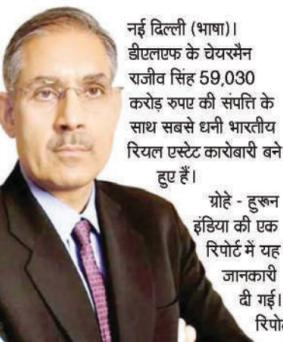 नई दिल्ली (भाषा)।
डीएलएफ के चेयरमैन
राजीव सिंह 59,030
करोड़ रुपए की संपत्ति के
साथ सबसे धनी भारतीय
रियल एस्टेट कारोबारी बने
हुए हैं।
ग्रोहे - हुरून
इंडिया की एक
रिपोर्ट में यह
जानकारी
दी गई।